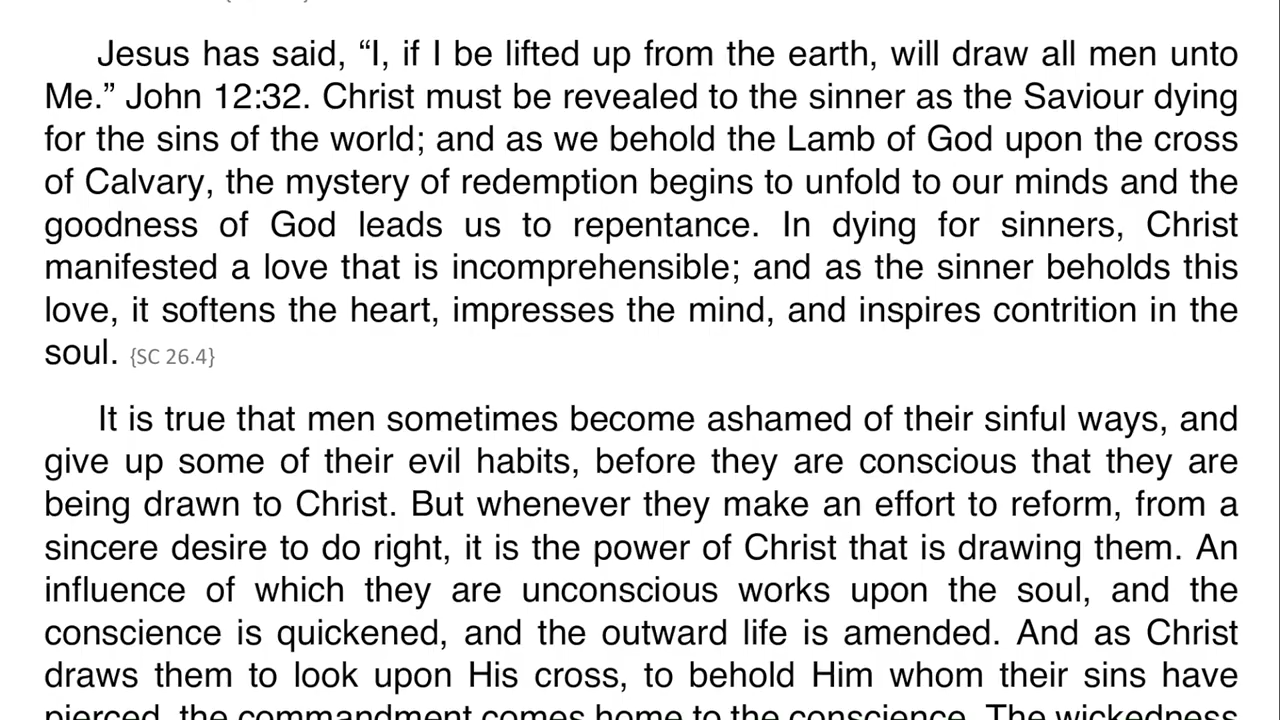 Jesus has said, “I, if I be lifted up from the earth, will draw all men unto
Me.” John 12:32. Christ must be revealed to the sinner as the Saviour dying
for the sins of the world; and as we behold the Lamb of God upon the cross
of Calvary, the mystery of redemption begins to unfold to our minds and the
goodness of God leads us to repentance. In dying for sinners, Christ
manifested a love that is incomprehensible; and as the sinner beholds this
love, it softens the heart, impresses the mind, and inspires contrition in the
soul. {SC 26.4}
It is true that men sometimes become ashamed of their sinful ways, and
give up some of their evil habits, before they are conscious that they are
being drawn to Christ. But whenever they make an effort to reform, from a
sincere desire to do right, it is the power of Christ that is drawing them. An
influence of which they are unconscious works upon the soul, and the
conscience is quickened, and the outward life is amended. And as Christ
draws them to look upon His cross, to behold Him whom their sins have
pierced, the commandment comes home to the conscience. The wickedness